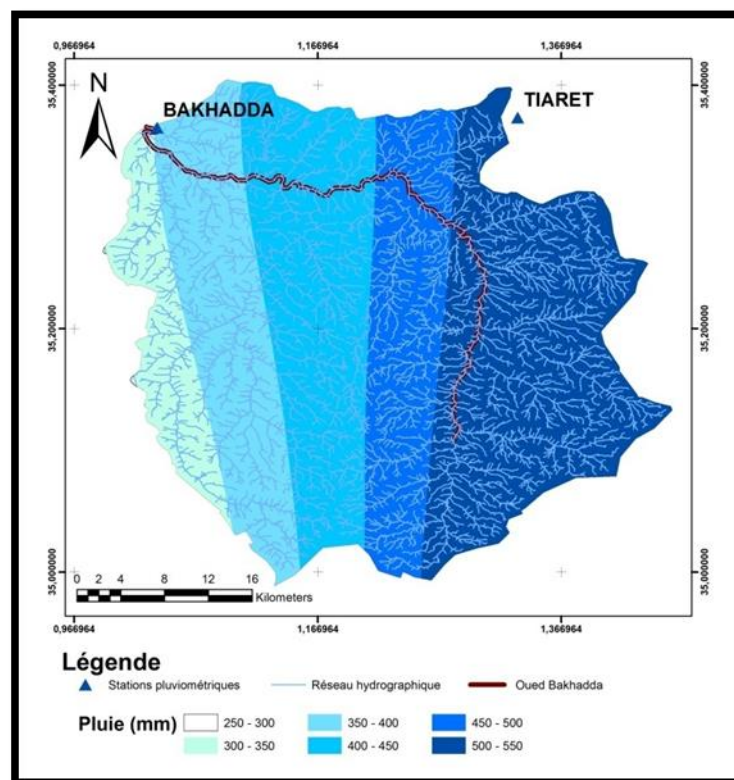 0,966964 1,166964 1,366964
35,400000 35,400000
N
BAKHADDA
TIARET
35,200000 35,200000
35,000000 35,000000
0 2 4 8 12 16
Kilometers
0,966964 1,166964 1,366964
Légende
Stations pluviométriques Réseau hydrographique Oued Bakhadda
Pluie (mm) 250 - 300 350 - 400 450 - 500
300 - 350 400 - 450 500 - 550